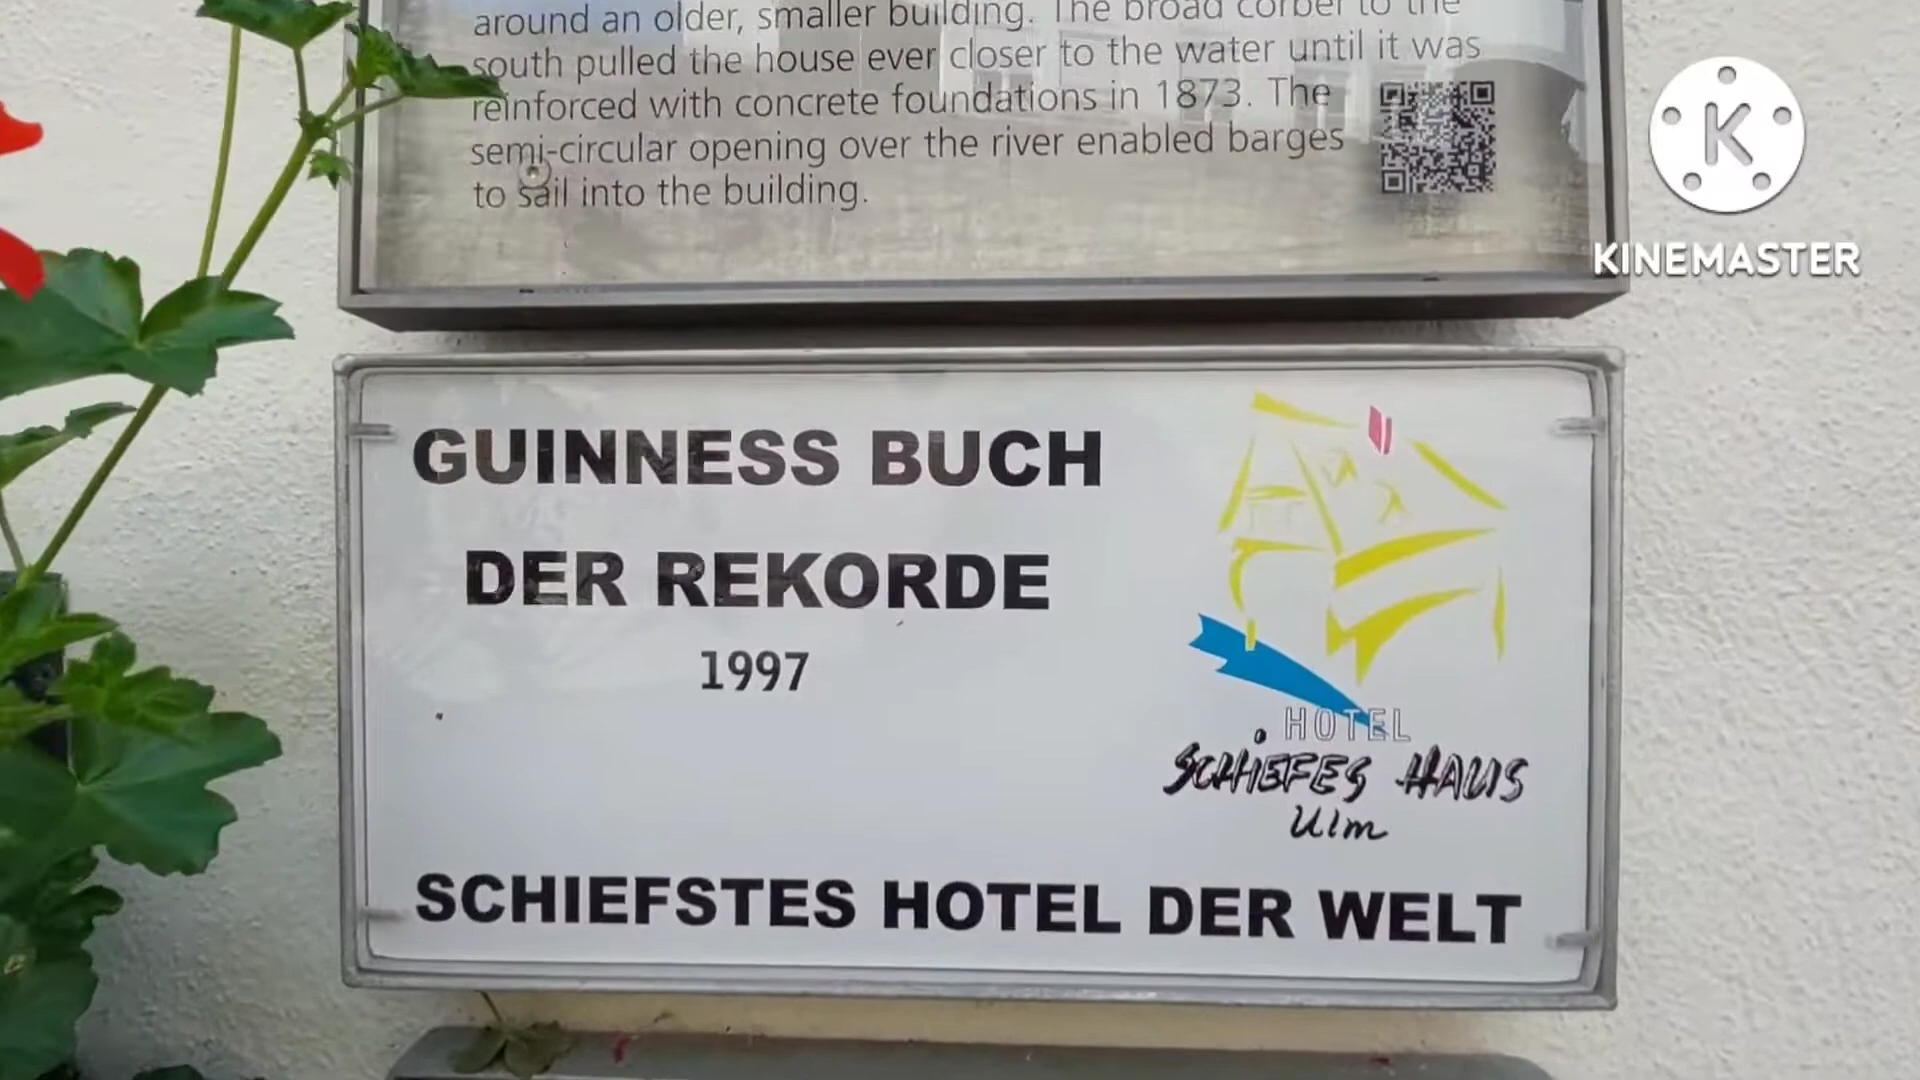 around an older, smaller building. The broad corbel to the
south pulled the house ever closer to the water until it was
reinforced with concrete foundations in 1873. The
semi-circular opening over the river enabled barges
to sail into the building.
K
KINEMASTER
GUINNESS BUCH
DER REKORDE
1997
HOTEL
SCHIEFES HAUS
Ulm
SCHIEFSTES HOTEL DER WELT